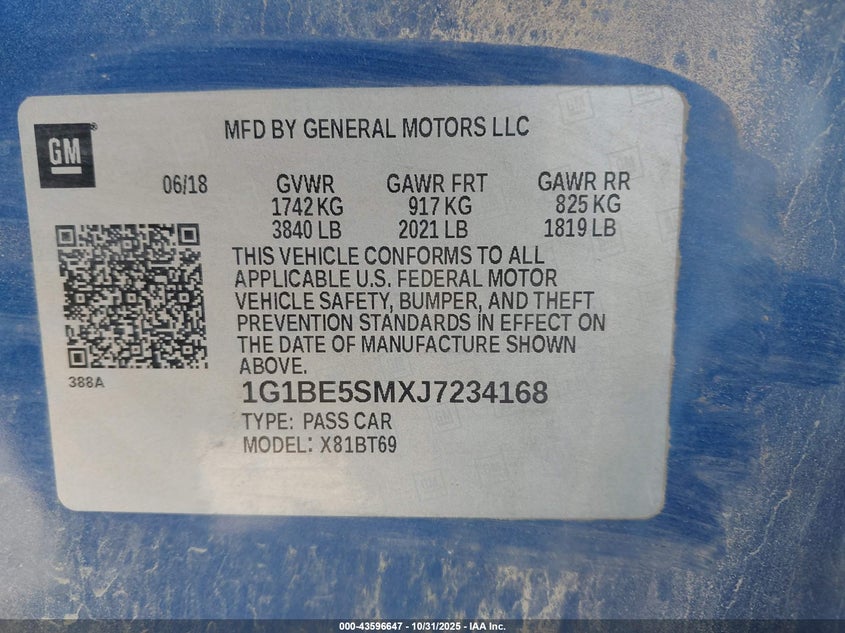 MFD BY GENERAL MOTORS LLC
GM
06/18 GVWR GAWR FRT GAWR RR
1742 KG 917 KG 825 KG
3840 LB 2021 LB 1819 LB
THIS VEHICLE CONFORMS TO ALL
APPLICABLE U.S. FEDERAL MOTOR
VEHICLE SAFETY, BUMPER, AND THEFT
PREVENTION STANDARDS IN EFFECT ON
THE DATE OF MANUFACTURE SHOWN
ABOVE.
388A
1G1BE5SMXJ7234168
TYPE: PASS CAR
MODEL: X81BT69
000-43596647 - 10/31/2025 - IAA Inc.